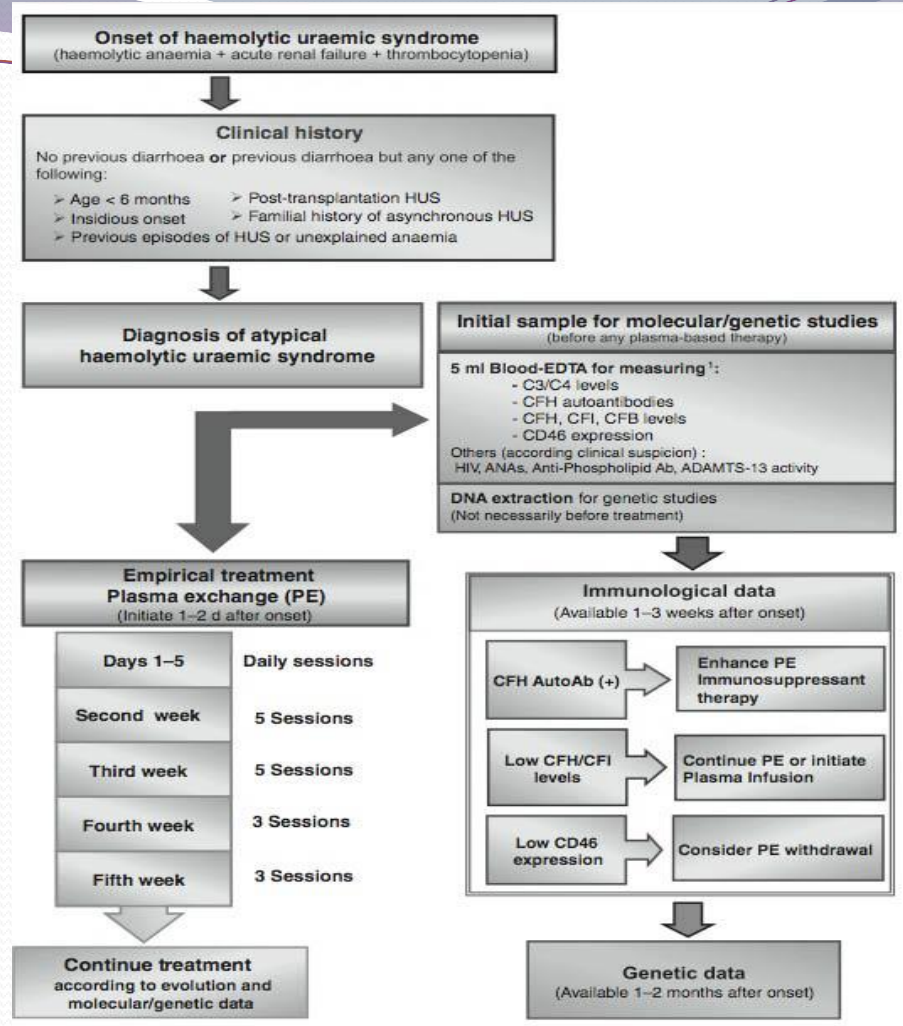 Onset of haemolytic uraemic syndrome
(haemolytic anaemia + acute renal failure + thrombocytopenia)
Clinical history
No previous diarrhoea or previous diarrhoea but any one of the
following:
➢ Age < 6 months
➢ Post-transplantation HUS
➢ Insidious onset
➢ Familial history of asynchronous HUS
➢ Previous episodes of HUS or unexplained anaemia
Diagnosis of atypical
haemolytic uraemic syndrome
Initial sample for molecular/genetic studies
(before any plasma-based therapy)
5 ml Blood-EDTA for measuring¹:
- C3/C4 levels
- CFH autoantibodies
- CFH, CFI, CFB levels
- CD46 expression
Others (according clinical suspicion) :
HIV, ANAs, Anti-Phospholipid Ab, ADAMTS-13 activity
DNA extraction for genetic studies
(Not necessarily before treatment)
Empirical treatment
Plasma exchange (PE)
(Initiate 1–2 d after onset)
Days 1–5
Daily sessions
Second week
5 Sessions
Third week
5 Sessions
Fourth week
3 Sessions
Fifth week
3 Sessions
Continue treatment
according to evolution and
molecular/genetic data
Immunological data
(Available 1–3 weeks after onset)
CFH AutoAb (+)
Enhance PE
Immunosuppressant
therapy
Low CFH/CFI
levels
Continue PE or initiate
Plasma Infusion
Low CD46
expression
Consider PE withdrawal
Genetic data
(Available 1–2 months after onset)